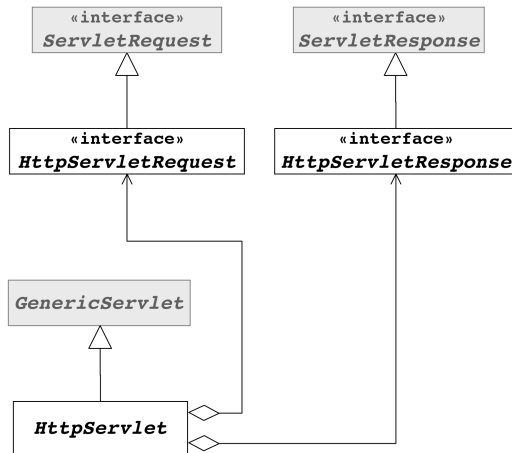 «interface»
ServletRequest
«interface»
ServletResponse
«interface»
HttpServletRequest
«interface»
HttpServletResponse
GenericServlet
HttpServlet